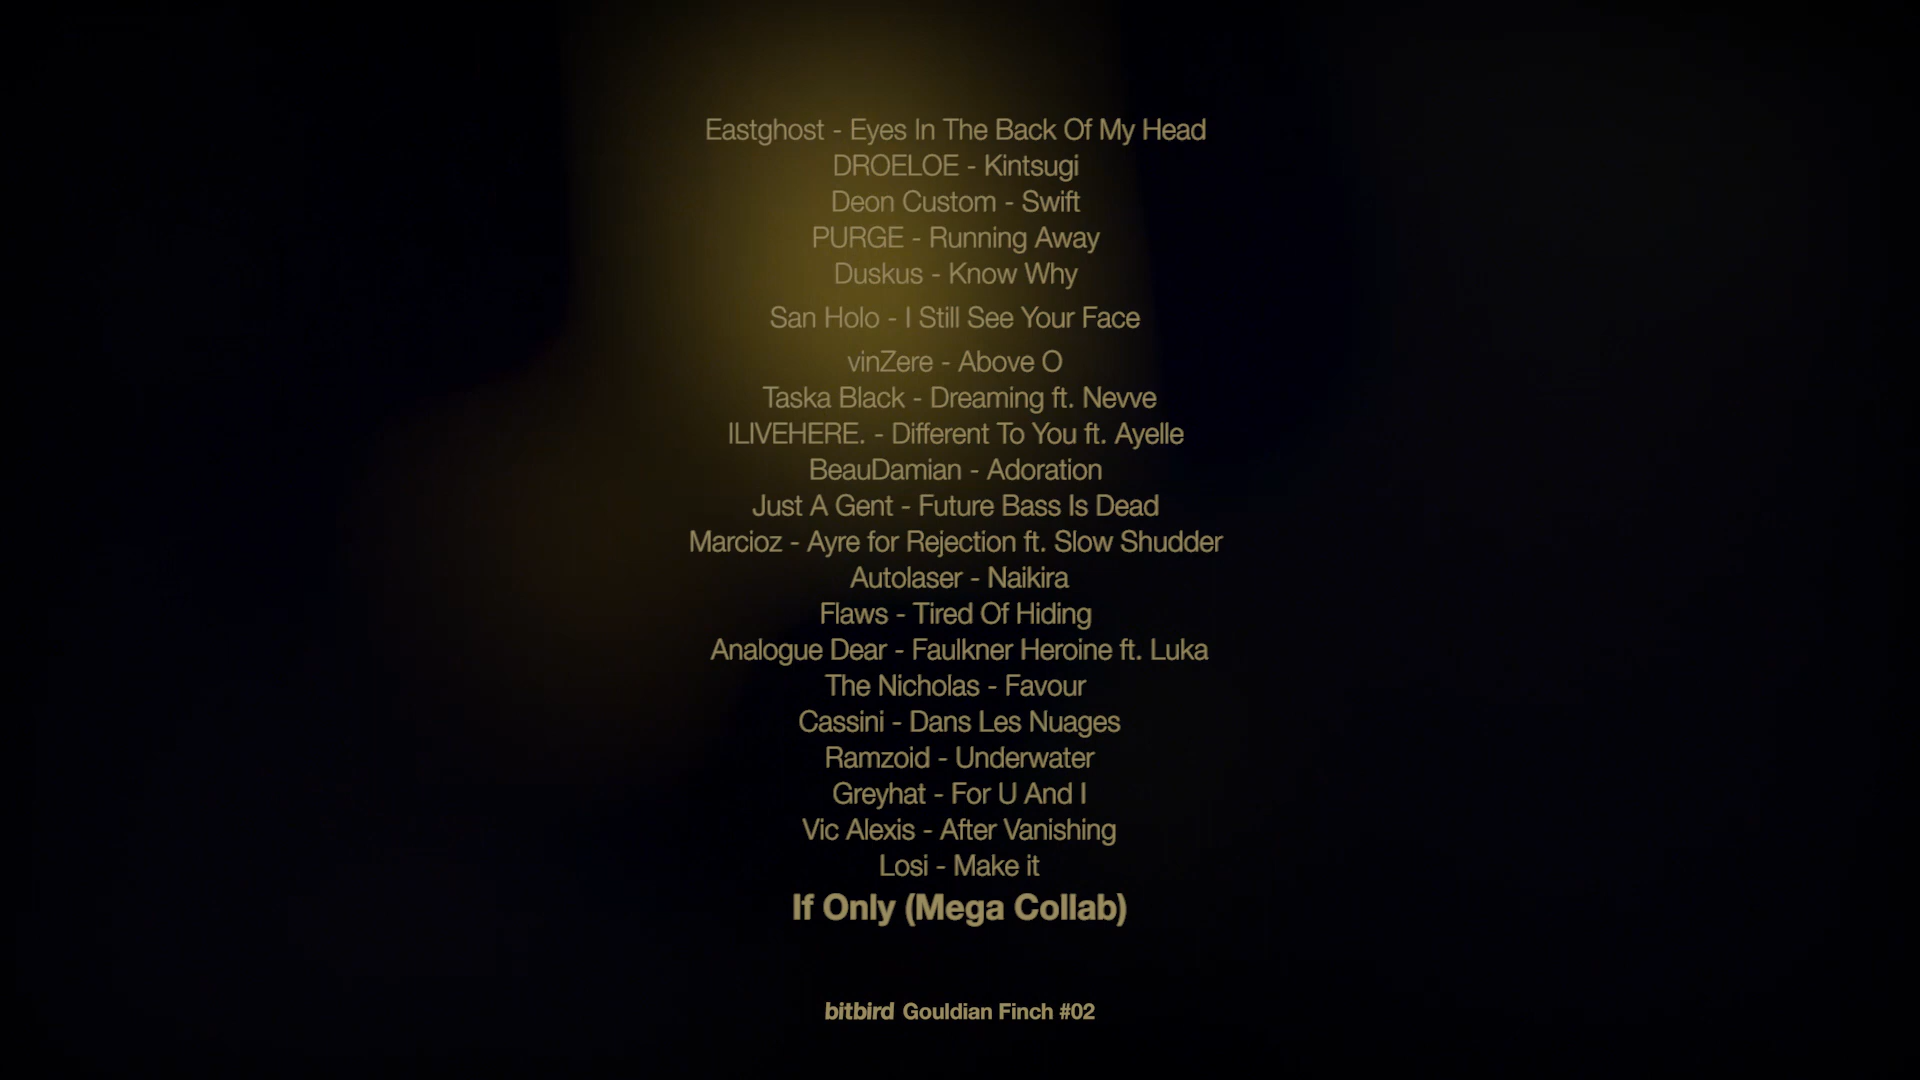 Eastghost - Eyes In The Back Of My Head
DROELOE - Kintsugi
Deon Custom - Swift
PURGE - Running Away
Duskus - Know Why
San Holo - I Still See Your Face
vinZere - Above O
Taska Black - Dreaming ft. Nevve
ILIVEHERE. - Different To You ft. Ayelle
BeauDamian - Adoration
Just A Gent - Future Bass Is Dead
Marcioz - Ayre for Rejection ft. Slow Shudder
Autolaser - Naikira
Flaws - Tired Of Hiding
Analogue Dear - Faulkner Heroine ft. Luka
The Nicholas - Favour
Cassini - Dans Les Nuages
Ramzoid - Underwater
Greyhat - For U And I
Vic Alexis - After Vanishing
Losi - Make it
If Only (Mega Collab)
bitbird Gouldian Finch #02